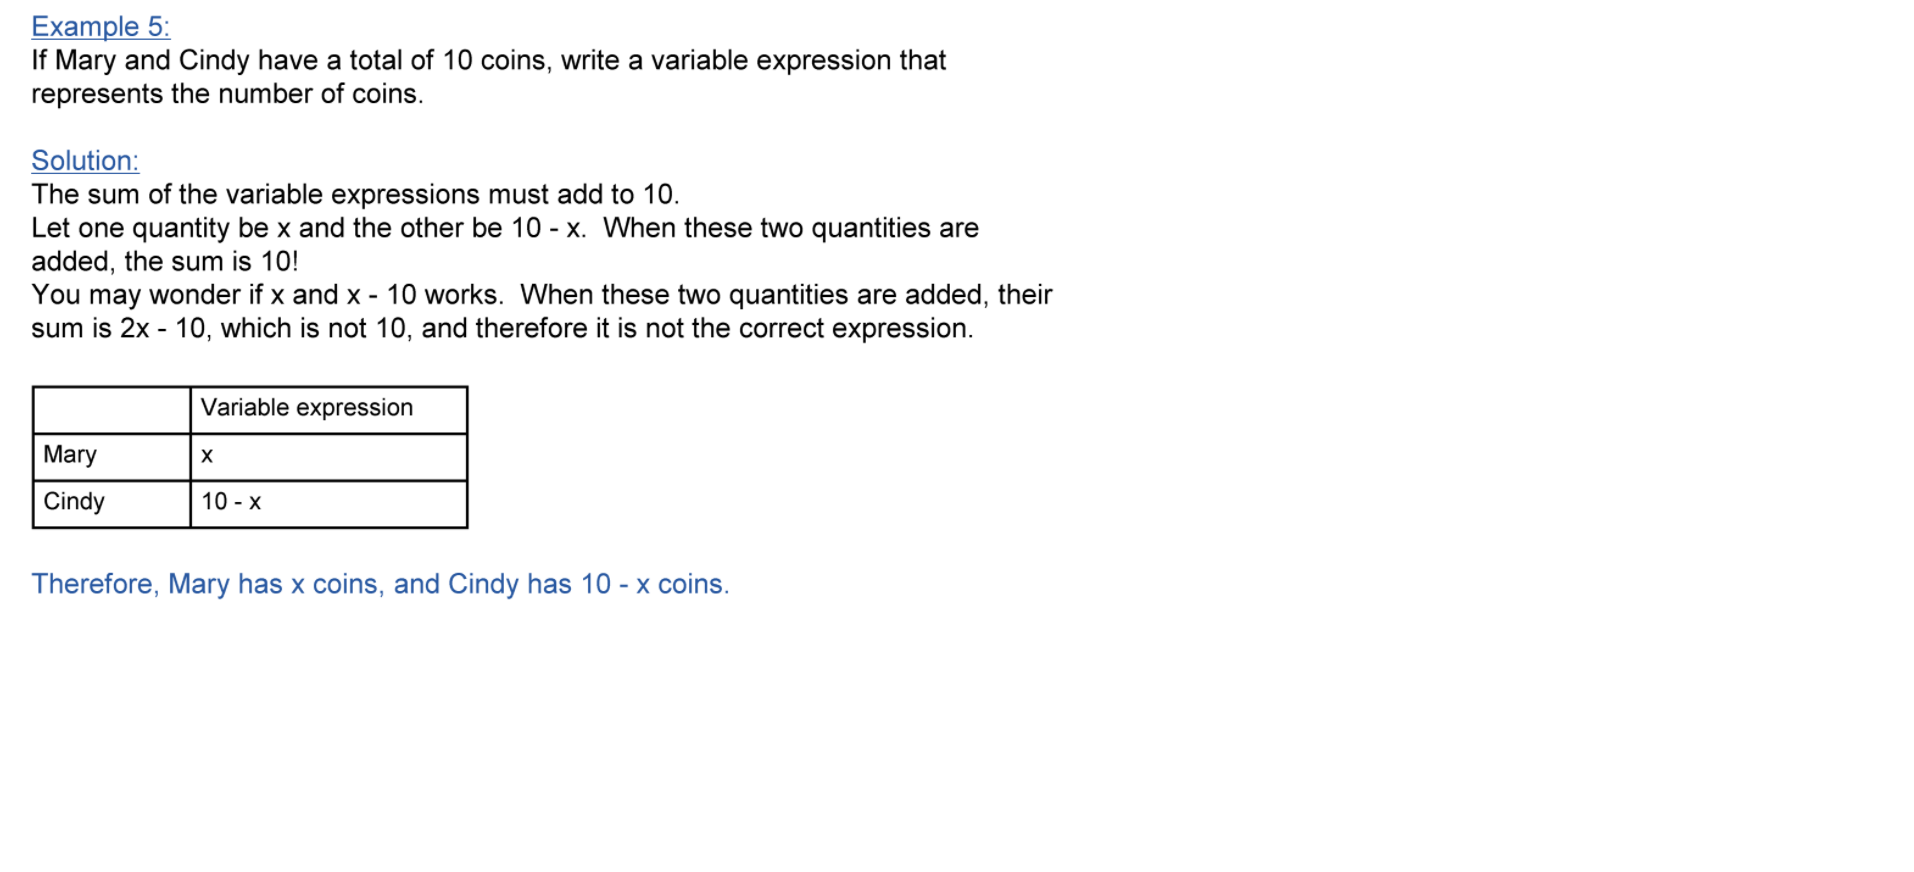 Example 5:
If Mary and Cindy have a total of 10 coins, write a variable expression that
represents the number of coins.
Solution:
The sum of the variable expressions must add to 10.
Let one quantity be x and the other be 10 - x.  When these two quantities are
added, the sum is 10!
You may wonder if x and x - 10 works.  When these two quantities are added, their
sum is 2x - 10, which is not 10, and therefore it is not the correct expression.
Variable expression
Mary x
Cindy 10 - x
Therefore, Mary has x coins, and Cindy has 10 - x coins.